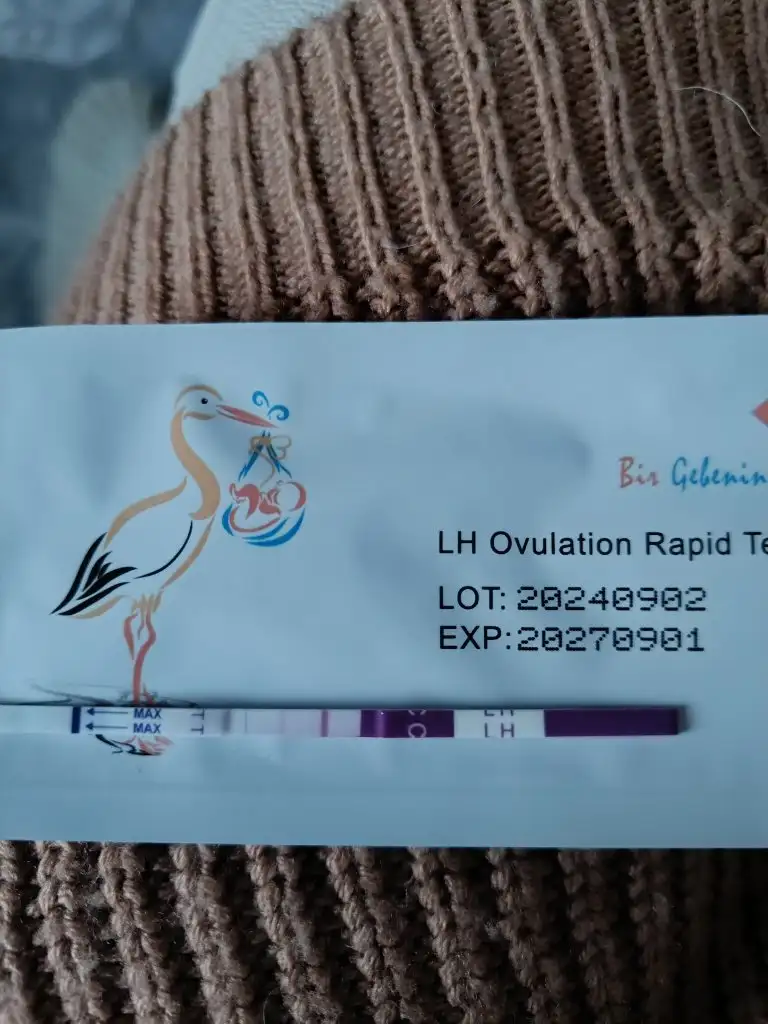 Bir Gebenin
LH Ovulation Rapid Te
LOT: 20240902
EXP:20270901
MAX
MAX
T
T
C
C
LH
LH